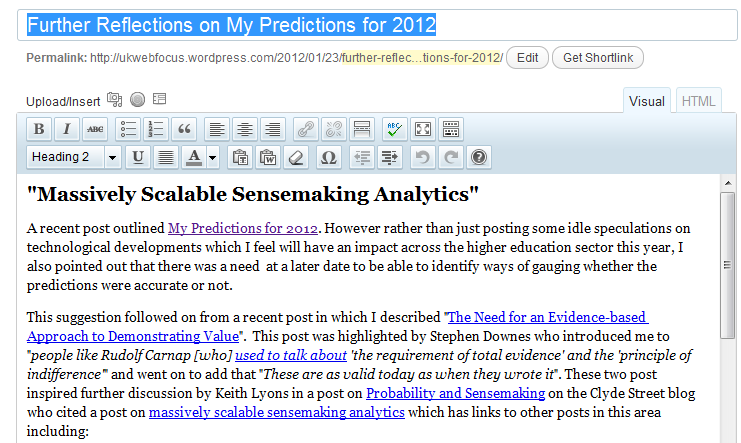 Further Reflections on My Predictions for 2012
Permalink: http://ukwebfocus.wordpress.com/2012/01/23/further-reflec...tions-for-2012/ Edit Get Shortlink
Upload/Insert Visual HTML
B I ABC ABC
Heading 2 U A T W Ω ?
"Massively Scalable Sensemaking Analytics"
A recent post outlined My Predictions for 2012. However rather than just posting some idle speculations on
technological developments which I feel will have an impact across the higher education sector this year, I
also pointed out that there was a need at a later date to be able to identify ways of gauging whether the
predictions were accurate or not.
This suggestion followed on from a recent post in which I described "The Need for an Evidence-based
Approach to Demonstrating Value". This post was highlighted by Stephen Downes who introduced me to
"people like Rudolf Carnap [who] used to talk about 'the requirement of total evidence' and the 'principle of
indifference'" and went on to add that "These are as valid today as when they wrote it". These two post
inspired further discussion by Keith Lyons in a post on Probability and Sensemaking on the Clyde Street blog
who cited a post on massively scalable sensemaking analytics which has links to other posts in this area
including: